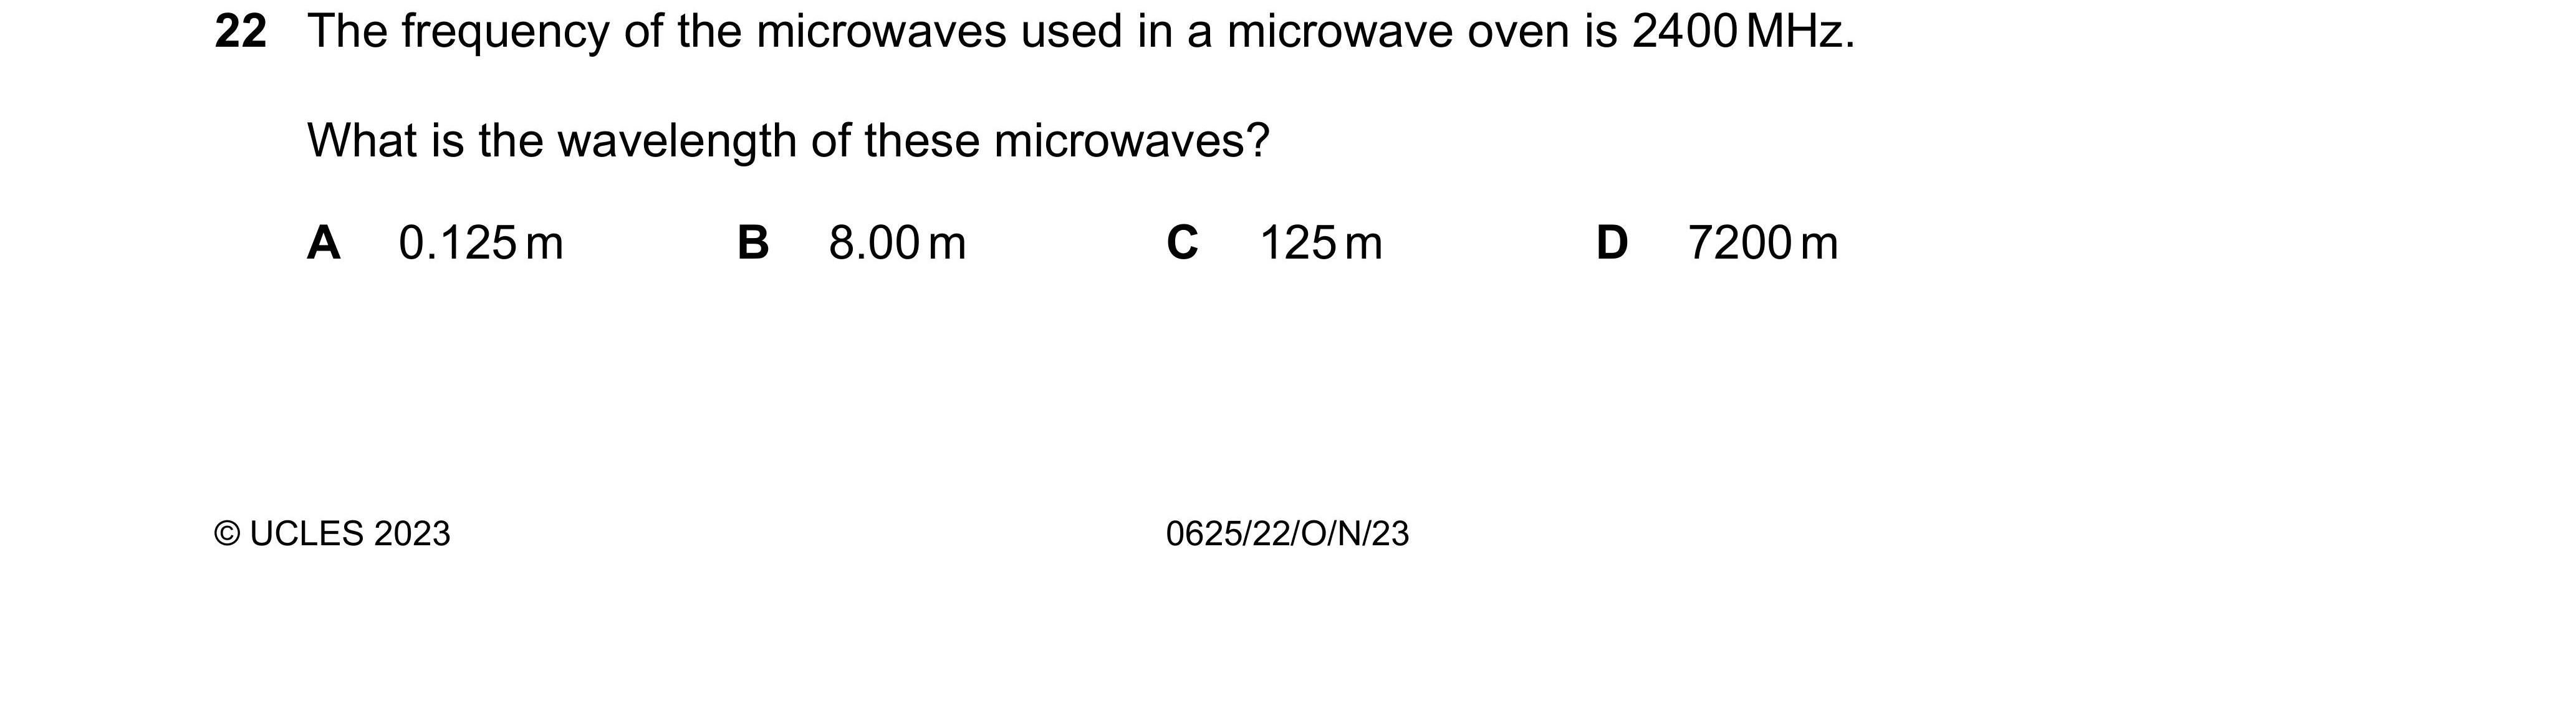 22 The frequency of the microwaves used in a microwave oven is 2400 MHz.
What is the wavelength of these microwaves?
A 0.125 m B 8.00 m C 125 m D 7200 m
© UCLES 2023 0625/22/O/N/23